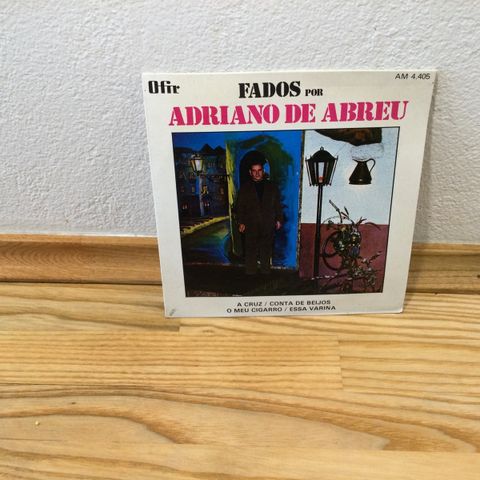 Ofir
AM 4.405
FADOS POR
ADRIANO DE ABREU
A CRUZ / CONTA DE BEIJOS
O MEU CIGARRO / ESSA VARINA